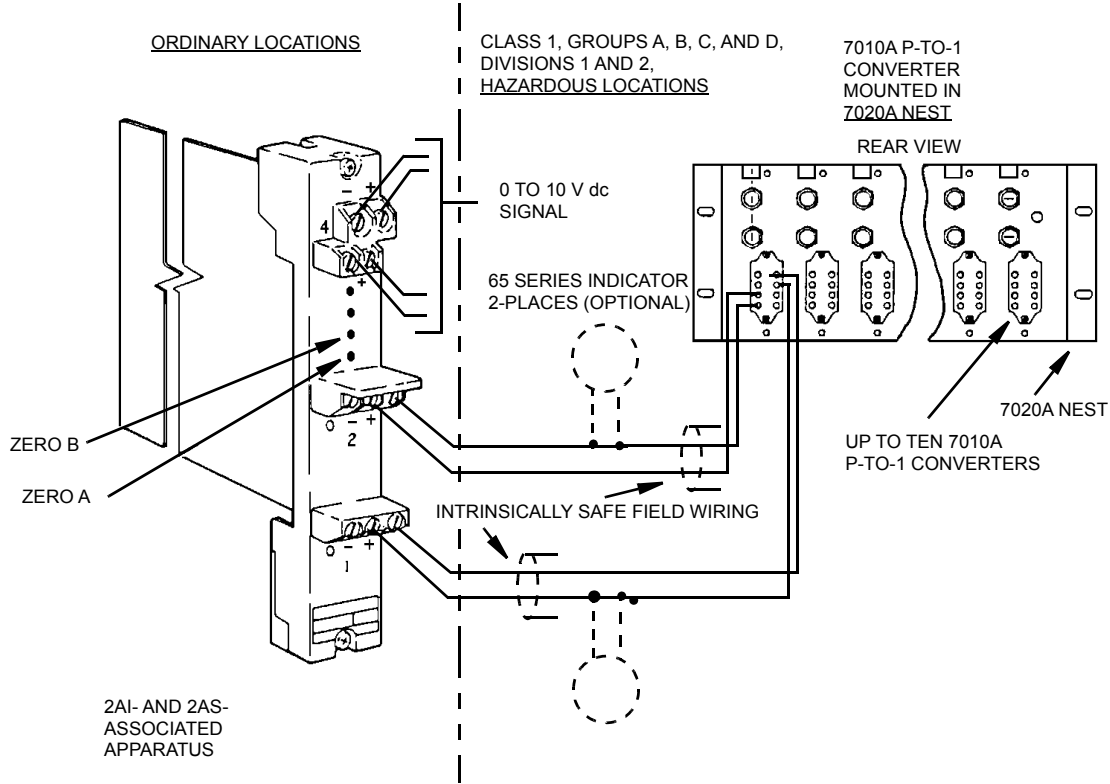 ORDINARY LOCATIONS
CLASS 1, GROUPS A, B, C, AND D,
DIVISIONS 1 AND 2,
HAZARDOUS LOCATIONS
7010A P-TO-1
CONVERTER
MOUNTED IN
7020A NEST
REAR VIEW
- +
4
+
0 TO 10 V dc
SIGNAL
65 SERIES INDICATOR
2-PLACES (OPTIONAL)
7020A NEST
UP TO TEN 7010A
P-TO-1 CONVERTERS
ZERO B
ZERO A
- +
2
INTRINSICALLY SAFE FIELD WIRING
- +
1
2AI- AND 2AS-
ASSOCIATED
APPARATUS